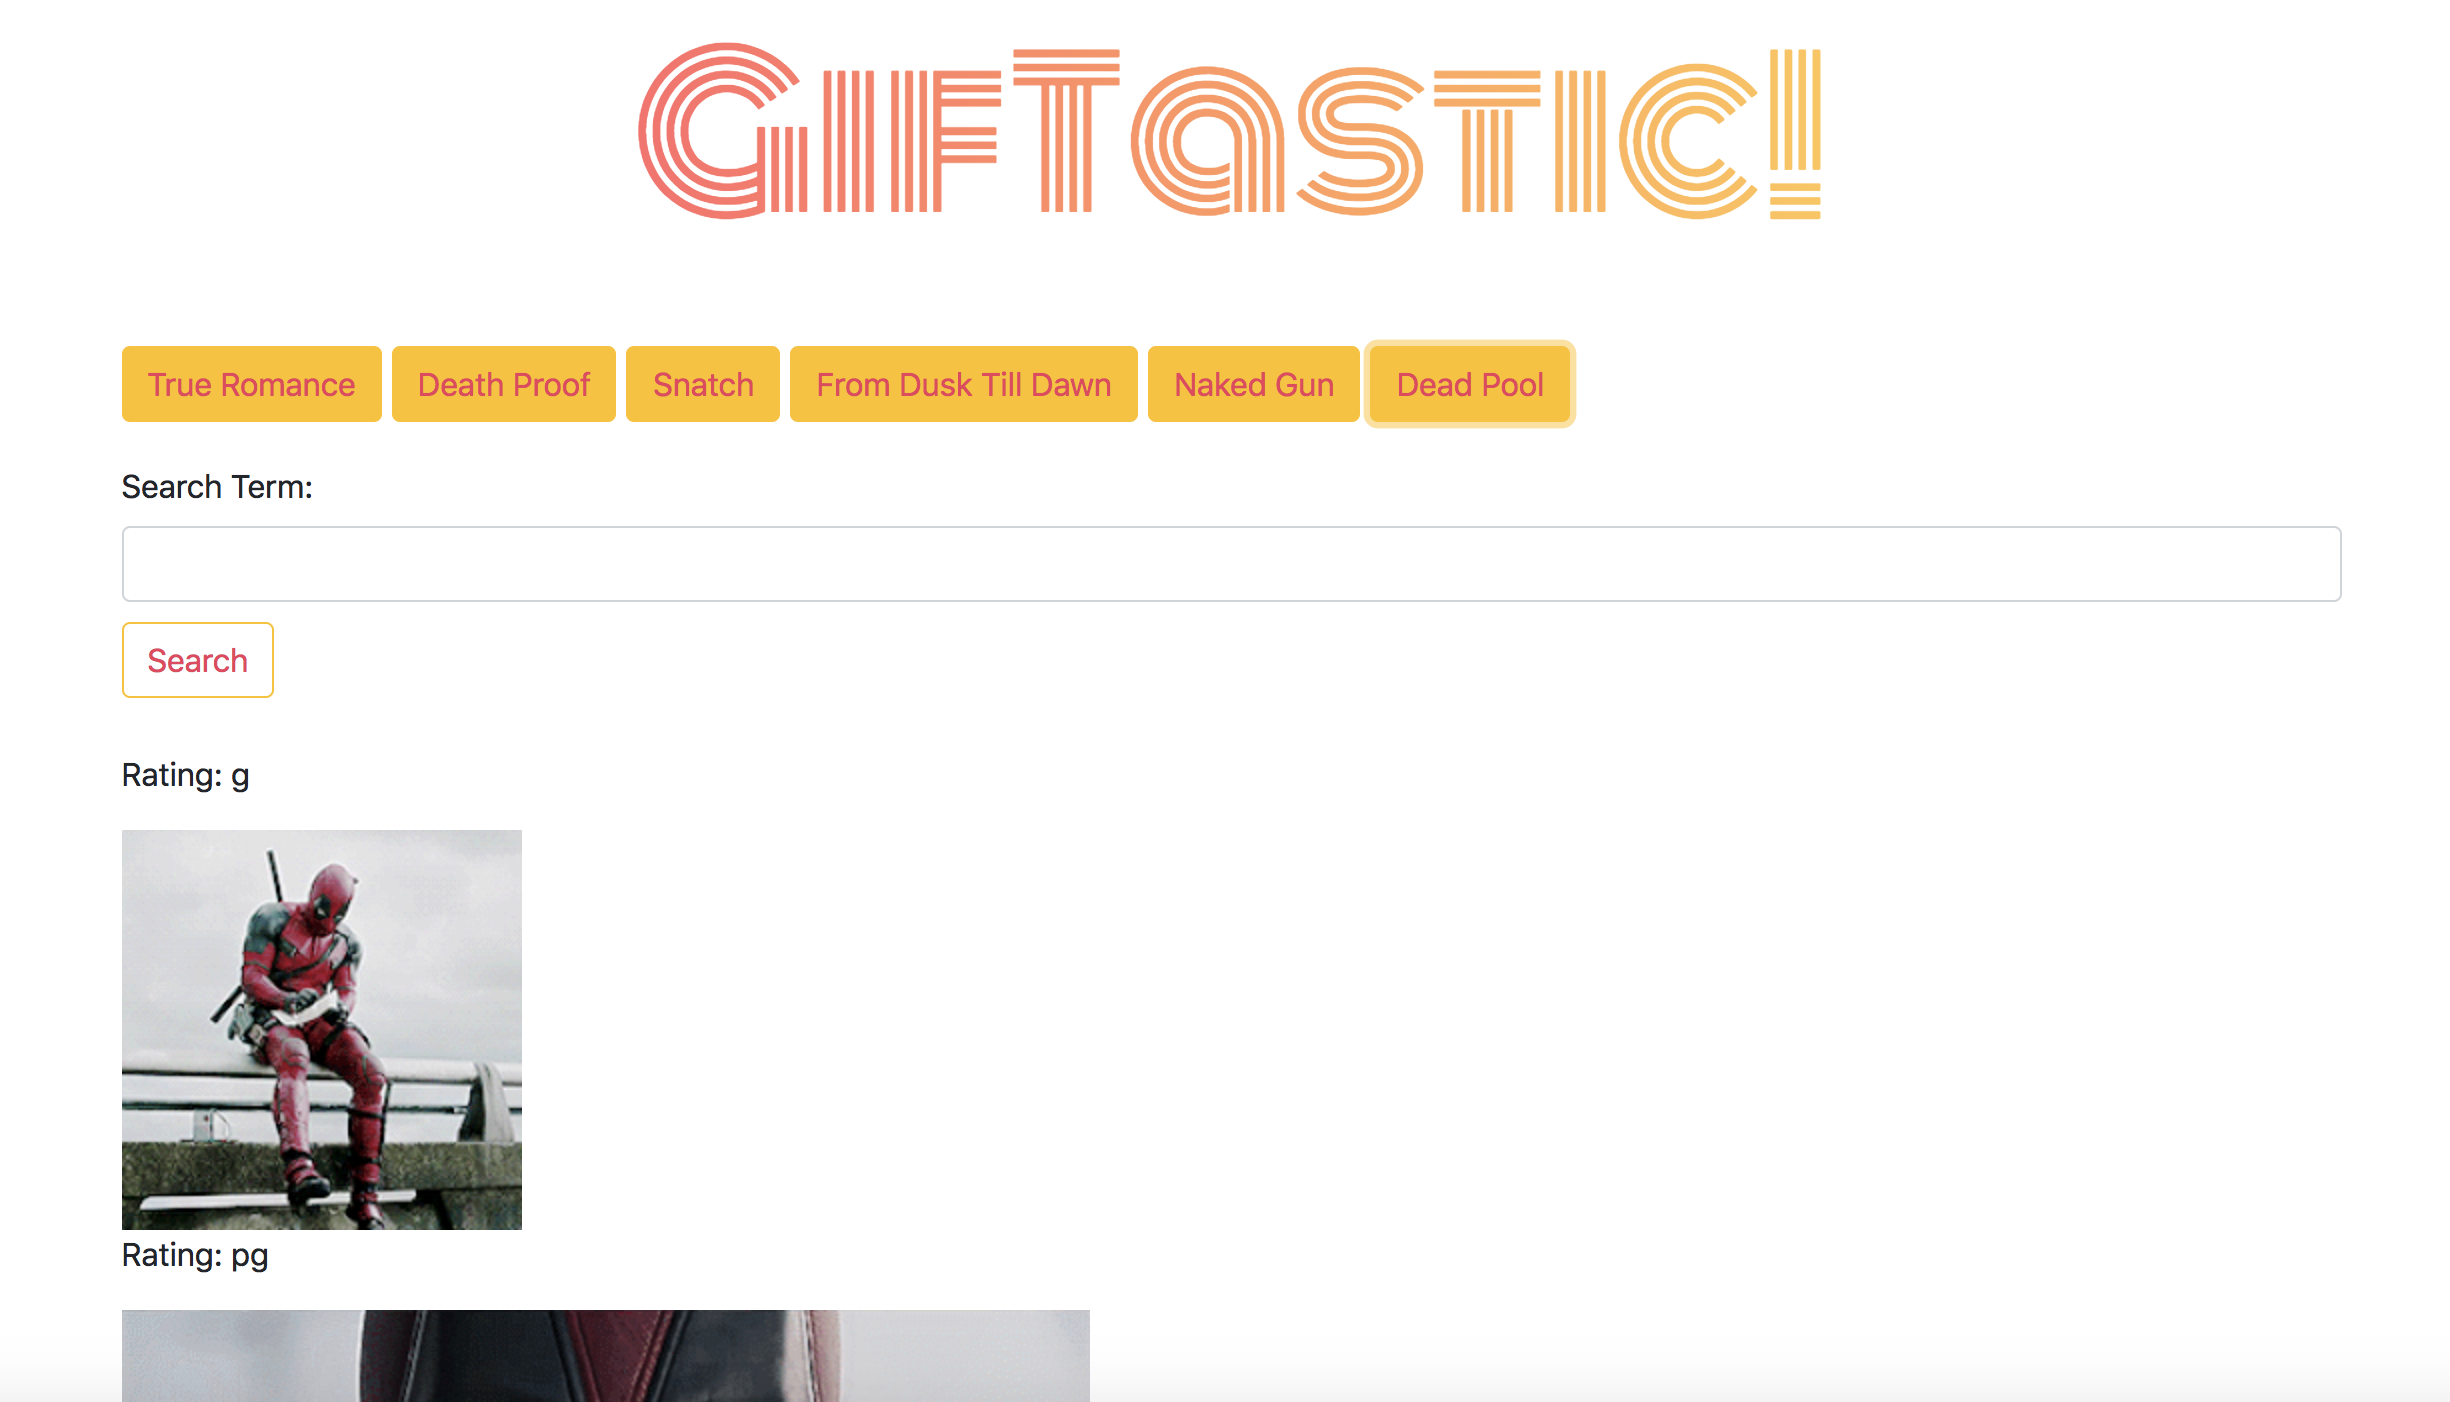 GIFTaSTIC!
True Romance Death Proof Snatch From Dusk Till Dawn Naked Gun Dead Pool
Search Term:
Search
Rating: g
Rating: pg